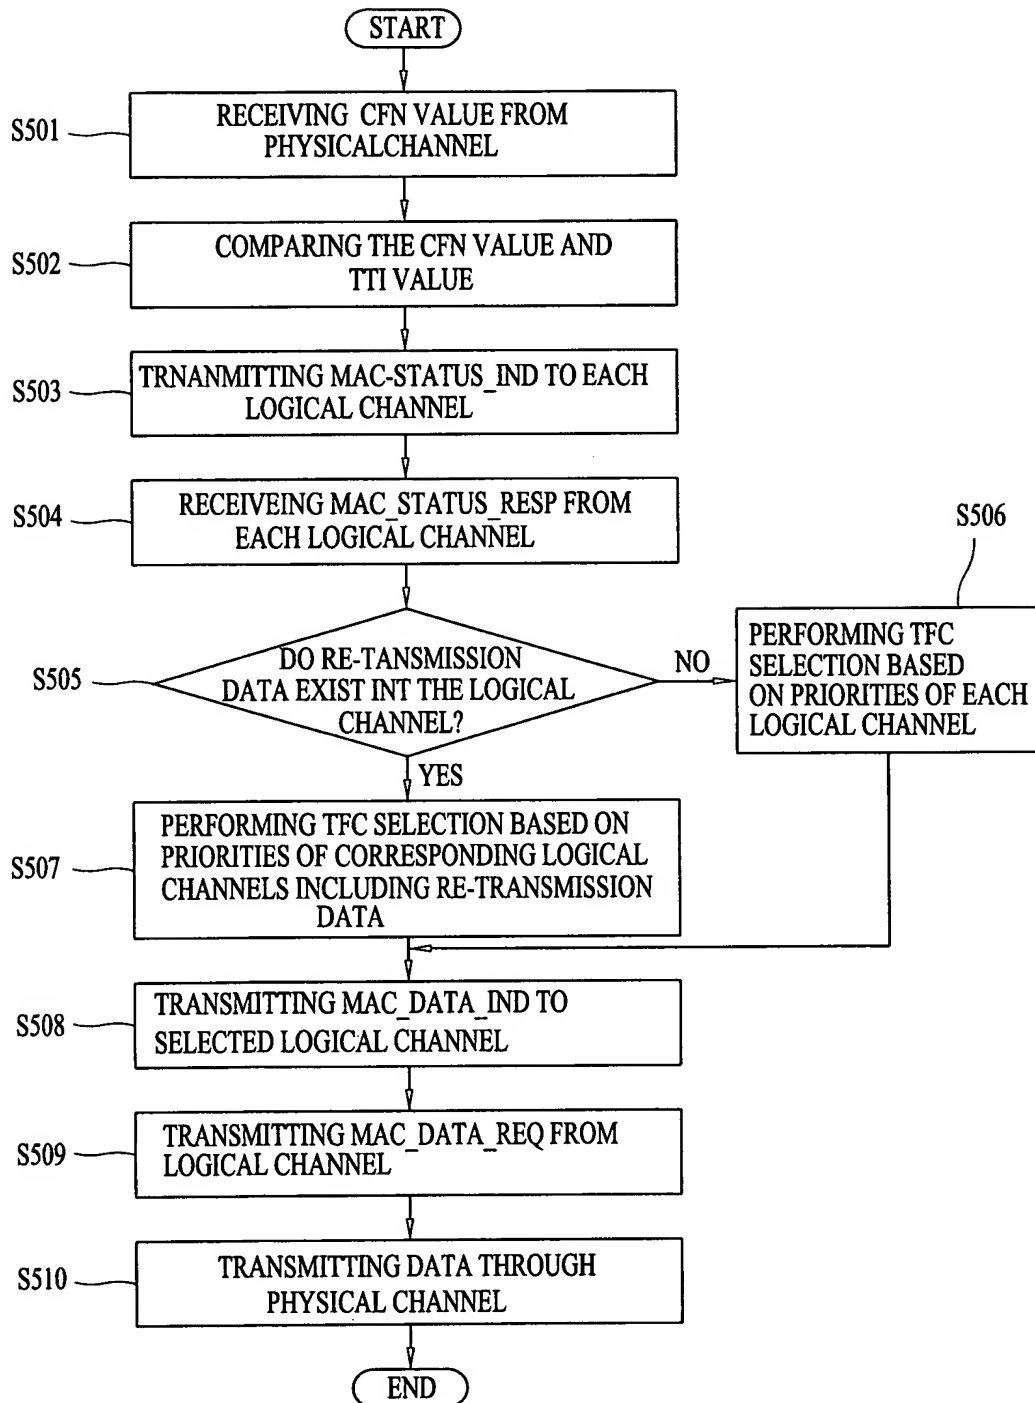 START
S501
RECEIVING CFN VALUE FROM
PHYSICALCHANNEL
S502
COMPARING THE CFN VALUE AND
TTI VALUE
S503
TRNANMITTING MAC-STATUS_IND TO EACH
LOGICAL CHANNEL
S504
RECEIVEING MAC_STATUS_RESP FROM
EACH LOGICAL CHANNEL
S505
DO RE-TANSMISSION
DATA EXIST INT THE LOGICAL
CHANNEL?
NO
YES
S506
PERFORMING TFC
SELECTION BASED
ON PRIORITIES OF EACH
LOGICAL CHANNEL
S507
PERFORMING TFC SELECTION BASED ON
PRIORITIES OF CORRESPONDING LOGICAL
CHANNELS INCLUDING RE-TRANSMISSION
DATA
S508
TRANSMITTING MAC_DATA_IND TO
SELECTED LOGICAL CHANNEL
S509
TRANSMITTING MAC_DATA_REQ FROM
LOGICAL CHANNEL
S510
TRANSMITTING DATA THROUGH
PHYSICAL CHANNEL
END